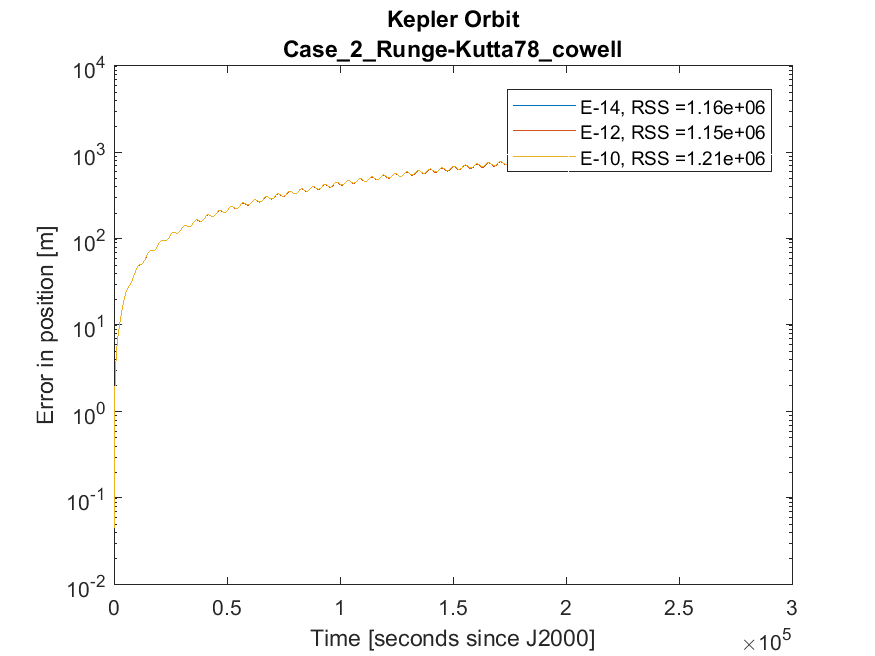 Kepler Orbit
Case_2_Runge-Kutta78_cowell
10^4
10^3
10^2
10^1
10^0
10^-1
10^-2
Error in position [m]
E-14, RSS =1.16e+06
E-12, RSS =1.15e+06
E-10, RSS =1.21e+06
0 0.5 1 1.5 2 2.5 3
Time [seconds since J2000]
×10^5